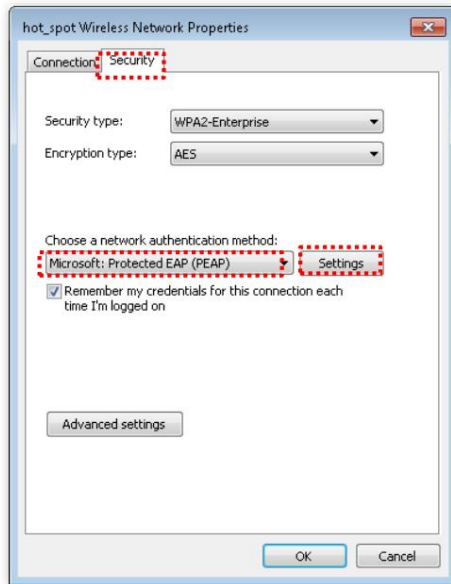 hot_spot Wireless Network Properties
Connection Security
Security type: WPA2-Enterprise
Encryption type: AES
Choose a network authentication method:
Microsoft: Protected EAP (PEAP) Settings
Remember my credentials for this connection each
time I'm logged on
Advanced settings
OK Cancel